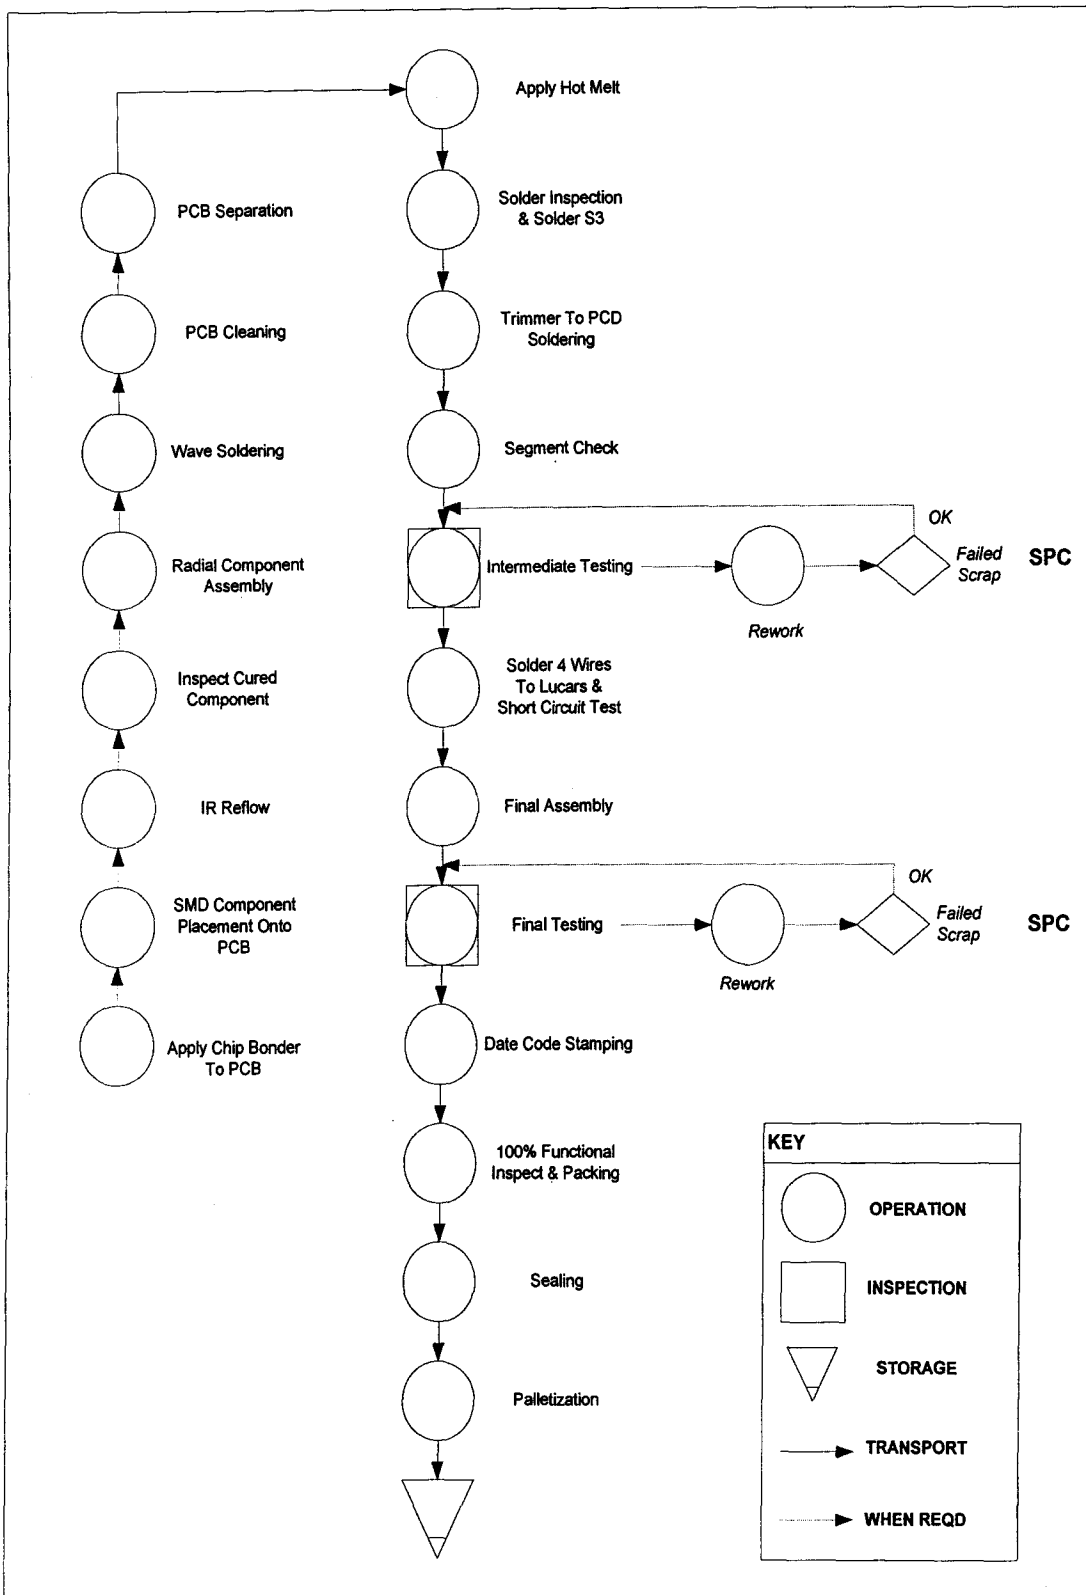 Apply Hot Melt
PCB Separation
Solder Inspection
& Solder S3
PCB Cleaning
Trimmer To PCD
Soldering
Wave Soldering
Segment Check
OK
Radial Component
Assembly
Intermediate Testing
Failed
Scrap
SPC
Rework
Inspect Cured
Component
Solder 4 Wires
To Lucars &
Short Circuit Test
IR Reflow
Final Assembly
OK
SMD Component
Placement Onto
PCB
Final Testing
Failed
Scrap
SPC
Rework
Apply Chip Bonder
To PCB
Date Code Stamping
100% Functional
Inspect & Packing
Sealing
Palletization
KEY
OPERATION
INSPECTION
STORAGE
TRANSPORT
WHEN REQD